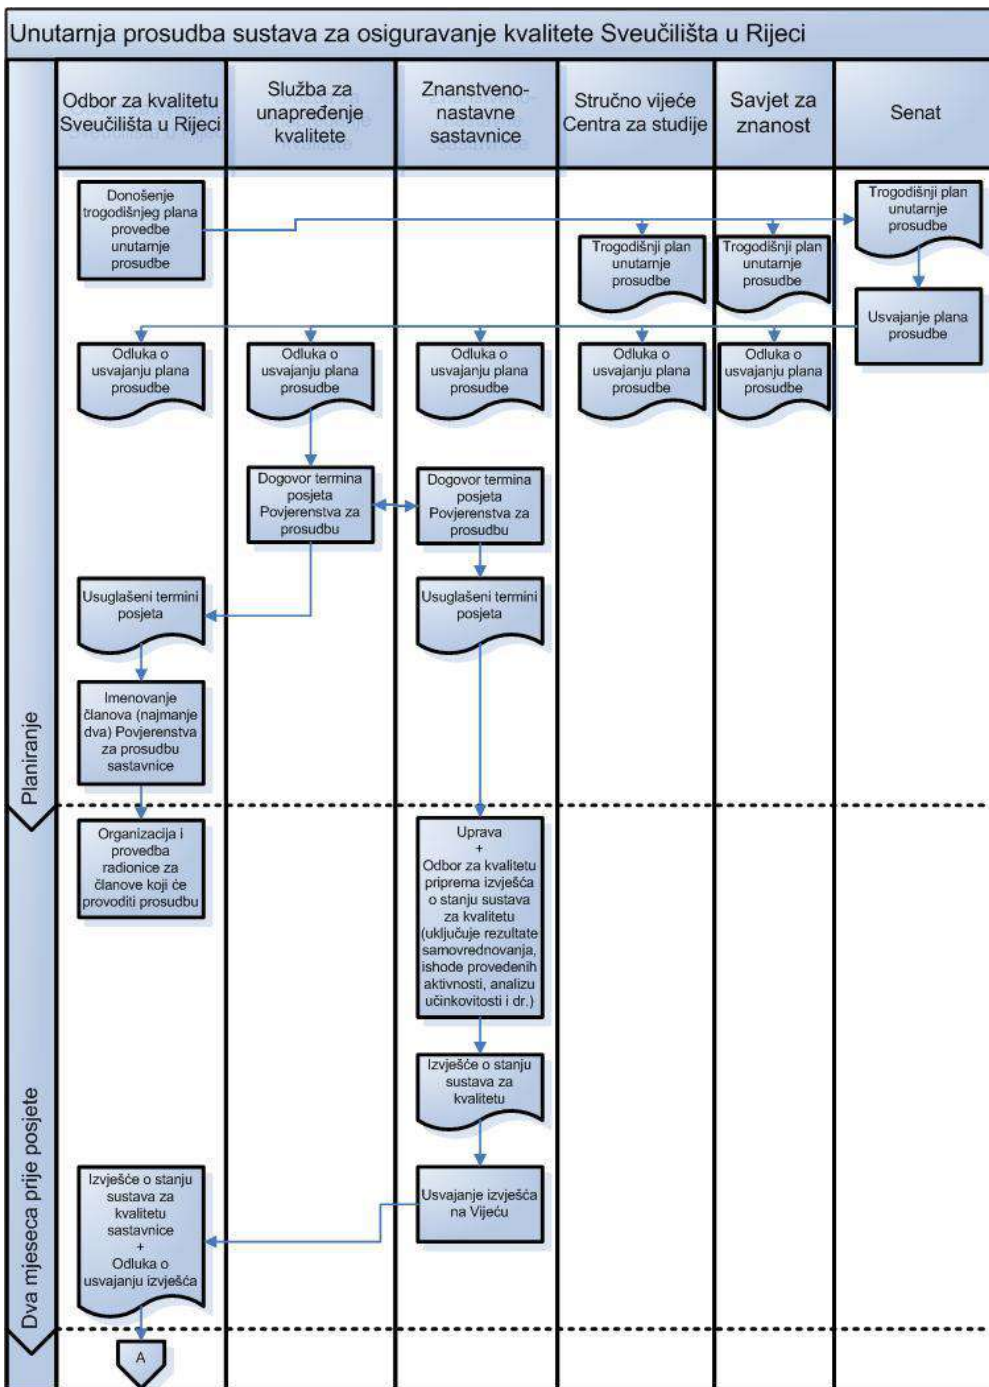 Unutarnja prosudba sustava za osiguravanje kvalitete Sveučilišta u Rijeci
Odbor za kvalitetu
Sveučilišta u Rijeci
Služba za
unapređenje
kvalitete
Znanstveno-
nastavne
sastavnice
Stručno vijeće
Centra za studije
Savjet za
znanost
Senat
Planiranje
Donošenje
trogodišnjeg plana
provedbe
unutarnje
prosudbe
Trogodišnji plan
unutarnje
prosudbe
Trogodišnji plan
unutarnje
prosudbe
Trogodišnji plan
unutarnje
prosudbe
Usvajanje plana
prosudbe
Odluka o
usvajanju plana
prosudbe
Odluka o
usvajanju plana
prosudbe
Odluka o
usvajanju plana
prosudbe
Odluka o
usvajanju plana
prosudbe
Odluka o
usvajanju plana
prosudbe
Dogovor termina
posjeta
Povjerenstva za
prosudbu
Dogovor termina
posjeta
Povjerenstva za
prosudbu
Usuglašeni termini
posjeta
Usuglašeni termini
posjeta
Imenovanje
članova (najmanje
dva) Povjerenstva
za prosudbu
sastavnice
Dva mjeseca prije posjete
Organizacija i
provedba
radionice za
članove koji će
provoditi prosudbu
Uprava
+
Odbor za kvalitetu
priprema izvješća
o stanju sustava
za kvalitetu
(uključuje rezultate
samovrednovanja,
ishode provedenih
aktivnosti, analizu
učinkovitosti i dr.)
Izvješće o stanju
sustava za
kvalitetu
Usvajanje izvješća
na Vijeću
Izvješće o stanju
sustava za
kvalitetu
sastavnice
+
Odluka o
usvajanju izvješća
A